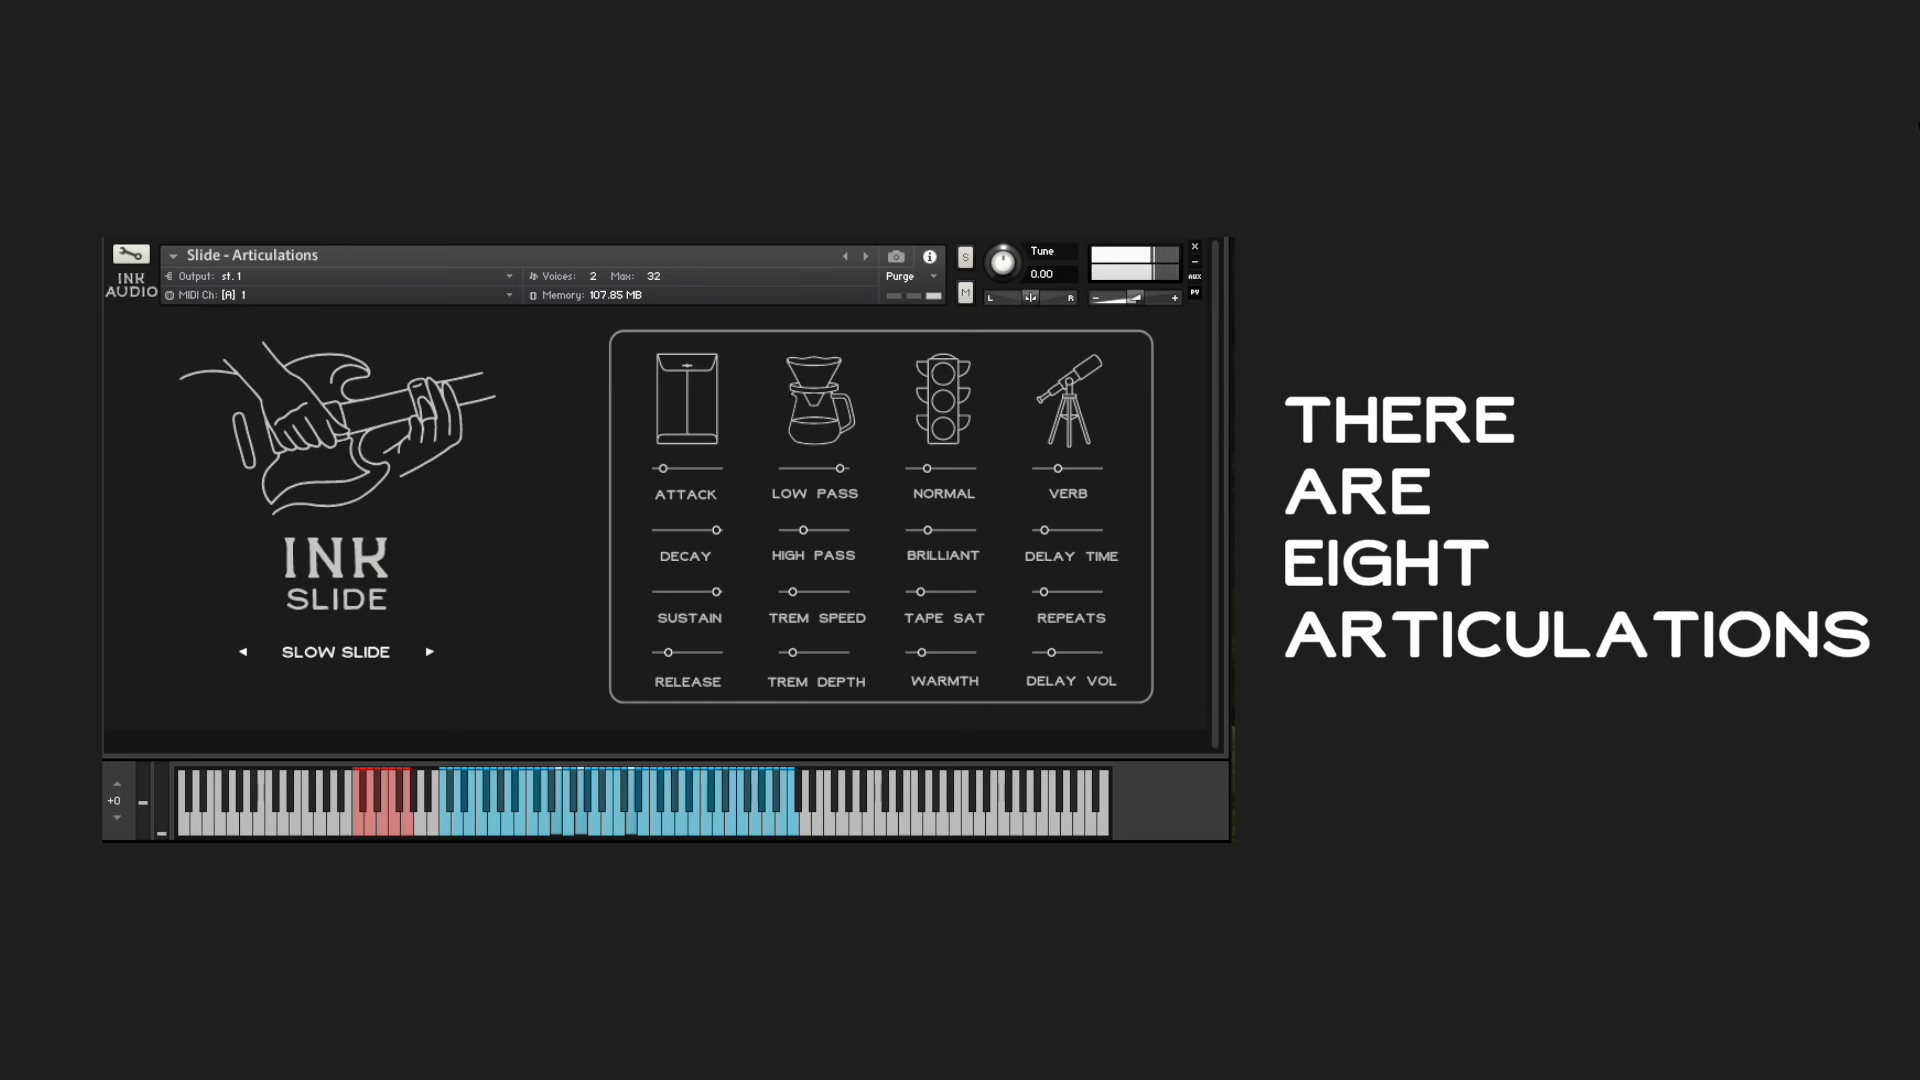 Slide - Articulations
INK
AUDIO
Output: st.1
Voices: 2 Max: 32
Purge
MIDI Ch: [A] 1
Memory: 107.85 MB
S
M
Tune
0.00
L R
- +
x
-
AUX
PV
INK
SLIDE
SLOW SLIDE
ATTACK LOW PASS NORMAL VERB
DECAY HIGH PASS BRILLIANT DELAY TIME
SUSTAIN TREM SPEED TAPE SAT REPEATS
RELEASE TREM DEPTH WARMTH DELAY VOL
+0
THERE
ARE
EIGHT
ARTICULATIONS